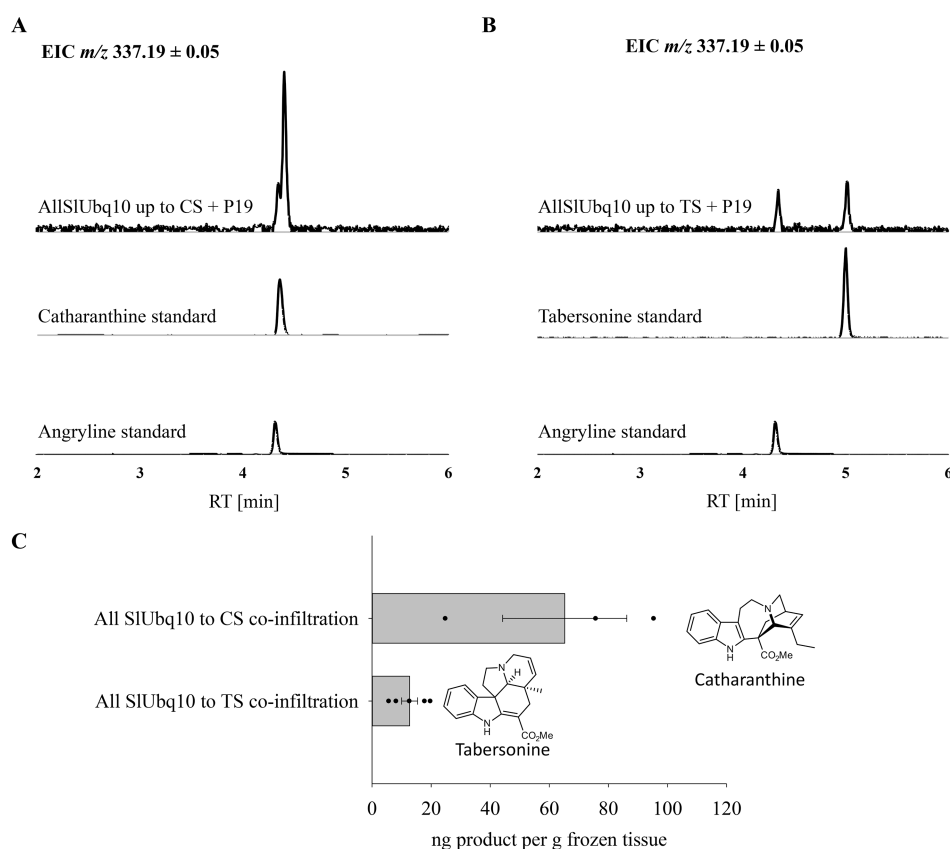 A
EIC m/z 337.19 ± 0.05
AllSlUbq10 up to CS + P19
Catharanthine standard
Angryline standard
2 3 4 5 6
RT [min]
B
EIC m/z 337.19 ± 0.05
AllSlUbq10 up to TS + P19
Tabersonine standard
Angryline standard
2 3 4 5 6
RT [min]
C
All SlUbq10 to CS co-infiltration
N
N
H
CO2Me
Catharanthine
All SlUbq10 to TS co-infiltration
N
H
N
H
CO2Me
Tabersonine
0 20 40 60 80 100 120
ng product per g frozen tissue